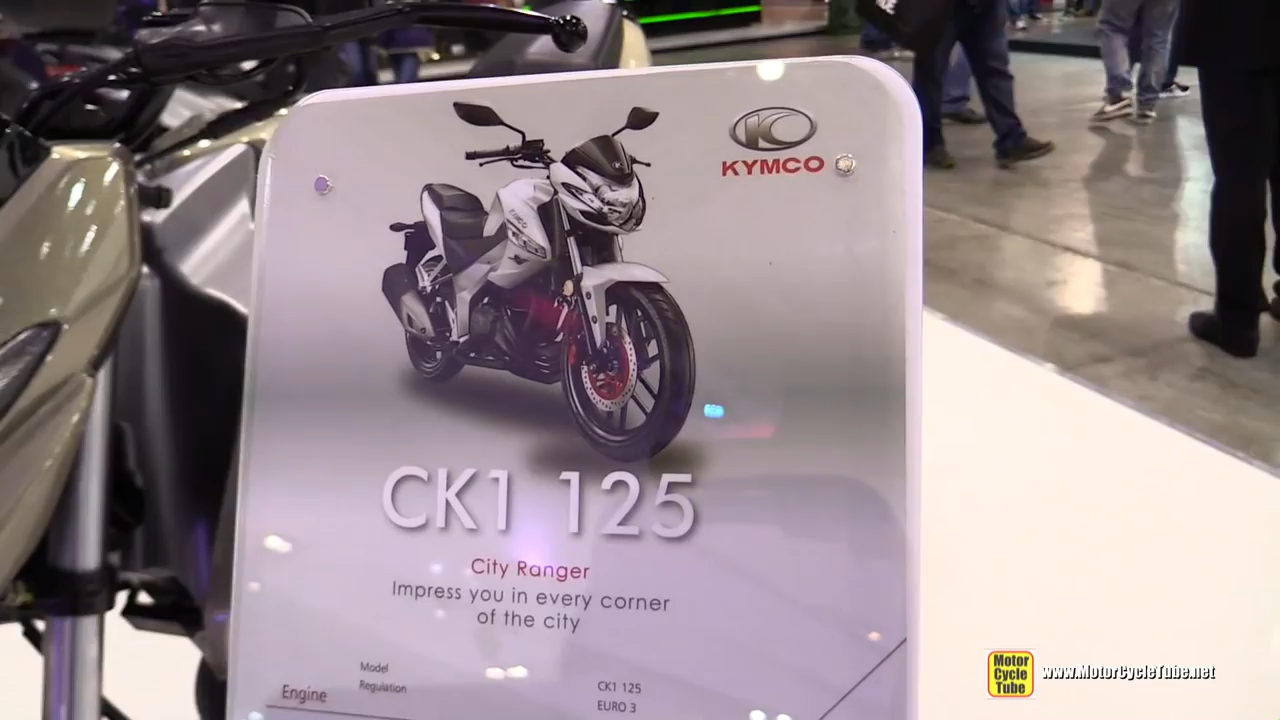 KYMCO
CK1 125
City Ranger
Impress you in every corner
of the city
Model
Regulation
CK1 125
EURO 3
Engine
Motor
Cycle
Tube
www.MotorCycleTube.net